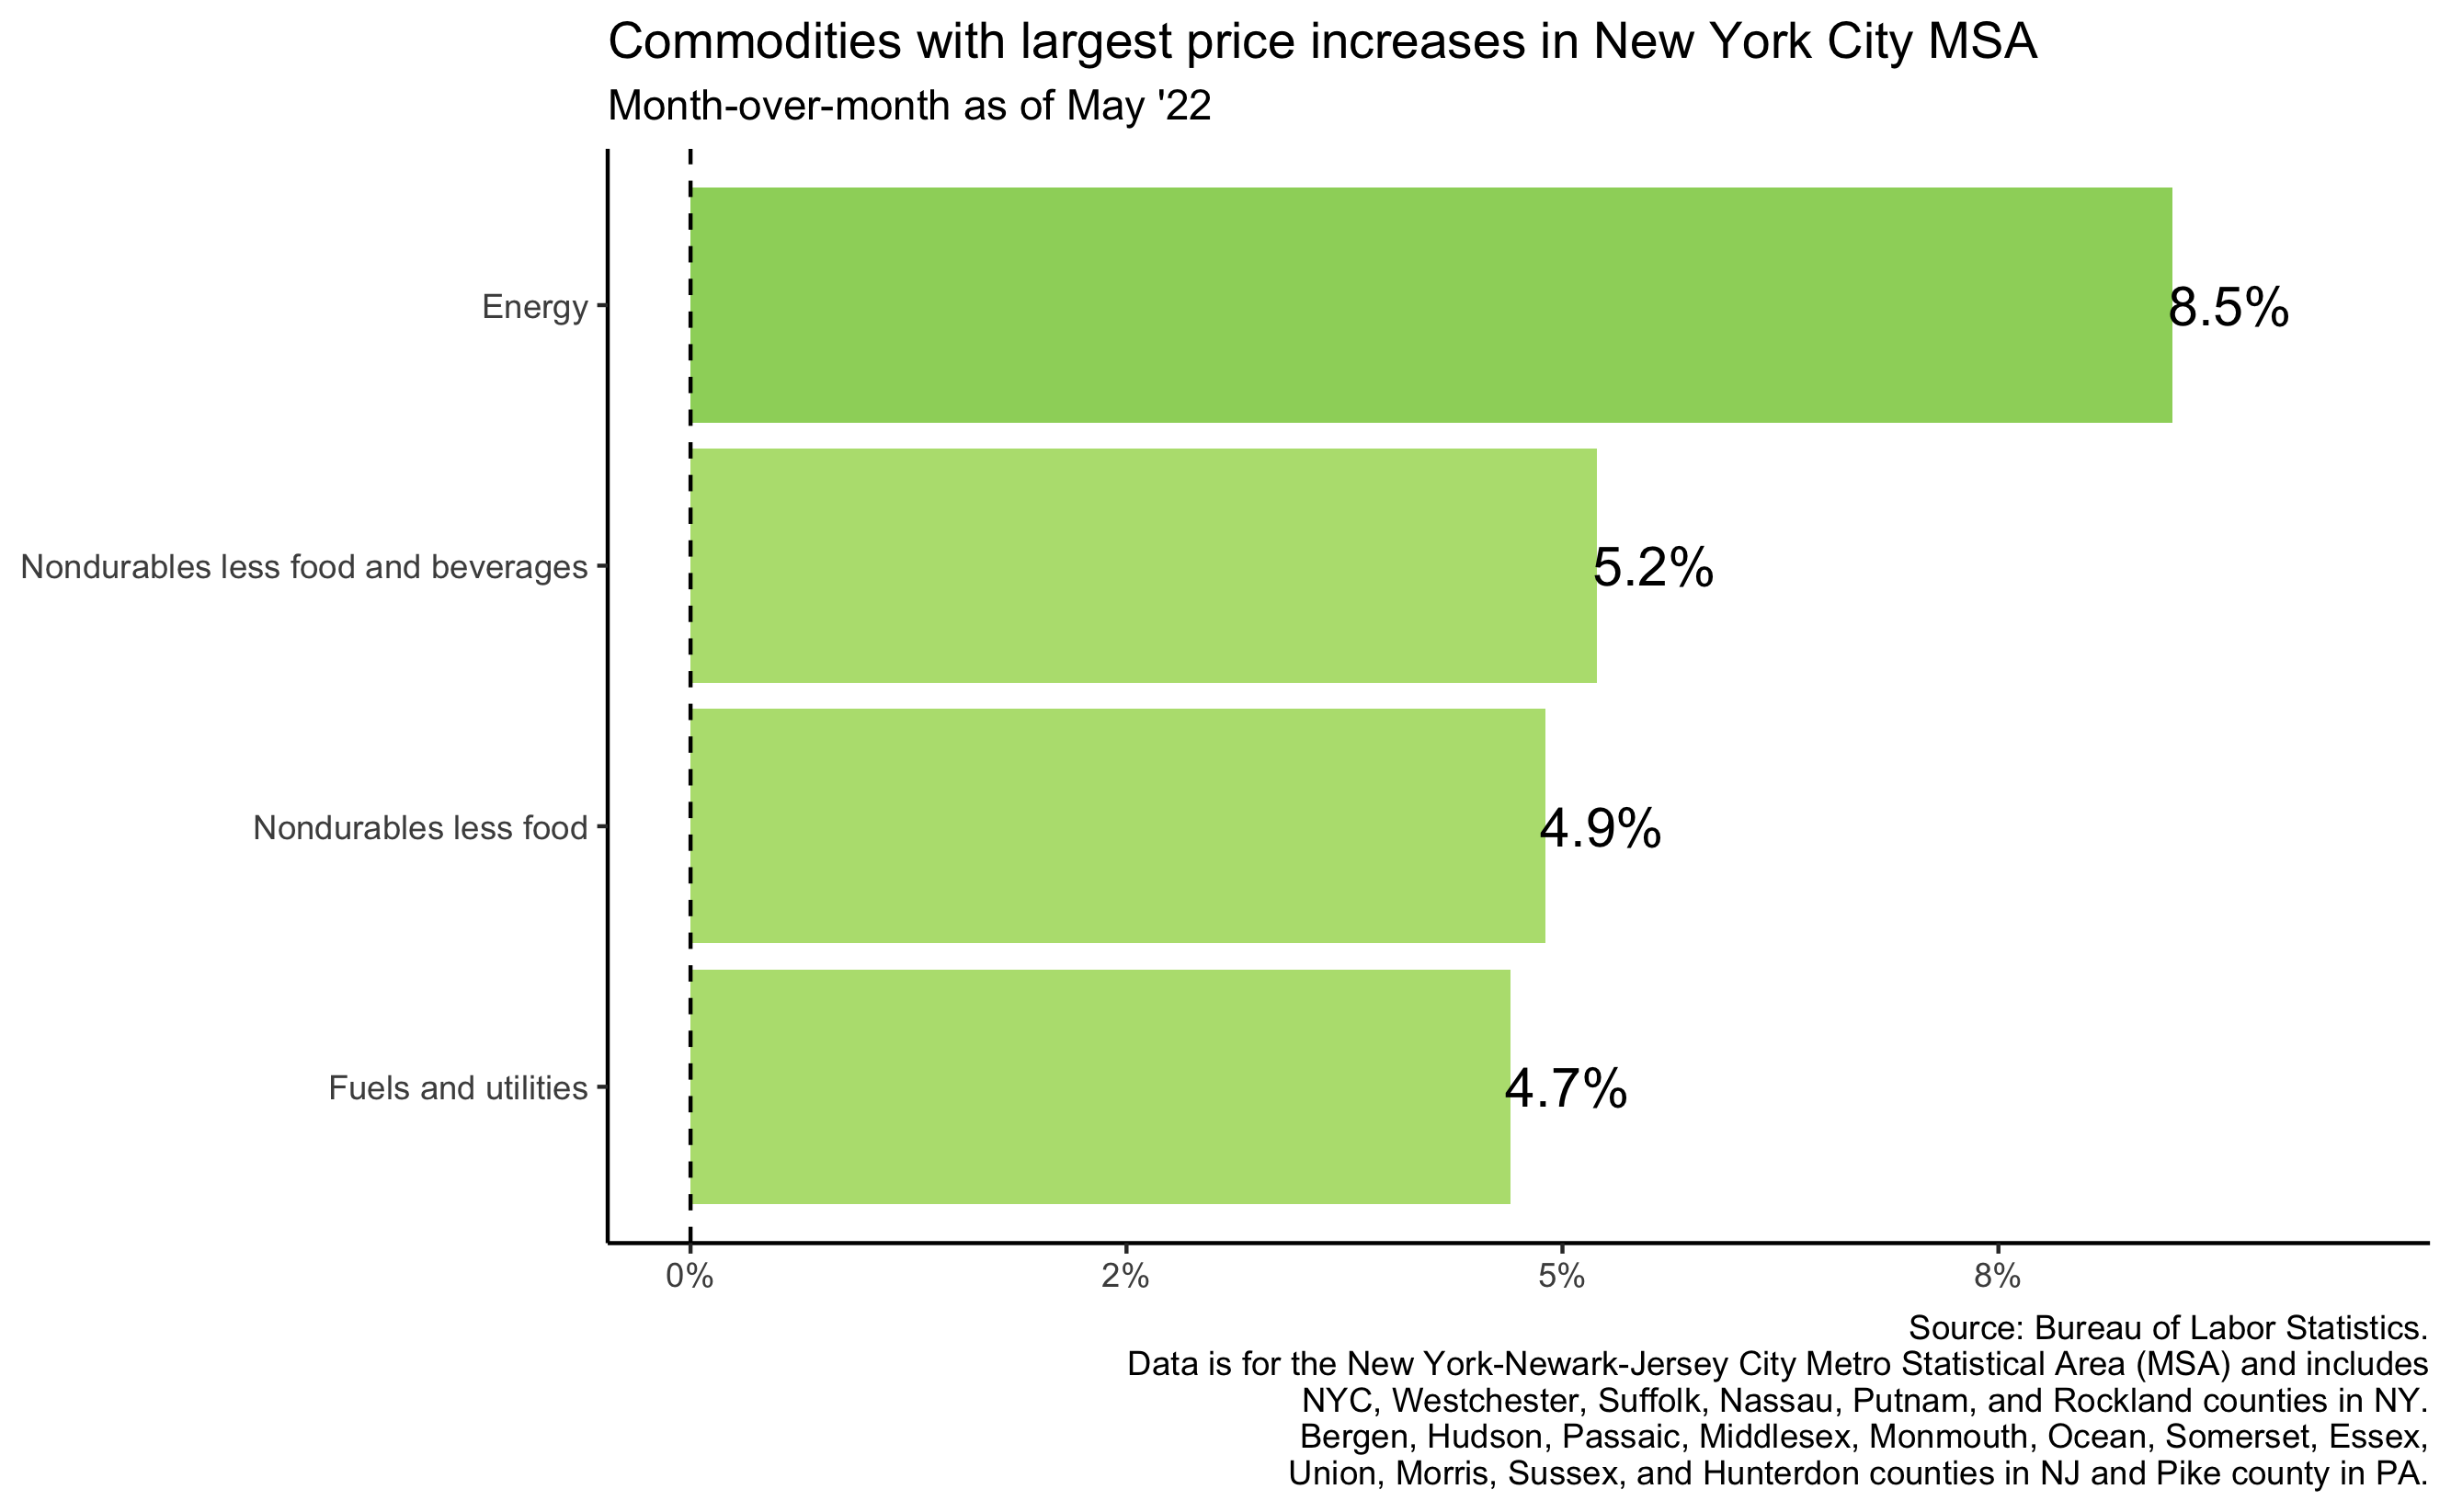 Commodities with largest price increases in New York City MSA
Month-over-month as of May '22
Energy
8.5%
Nondurables less food and beverages
5.2%
Nondurables less food
4.9%
Fuels and utilities
4.7%
0%
2%
5%
8%
Source: Bureau of Labor Statistics.
Data is for the New York-Newark-Jersey City Metro Statistical Area (MSA) and includes
NYC, Westchester, Suffolk, Nassau, Putnam, and Rockland counties in NY.
Bergen, Hudson, Passaic, Middlesex, Monmouth, Ocean, Somerset, Essex,
Union, Morris, Sussex, and Hunterdon counties in NJ and Pike county in PA.